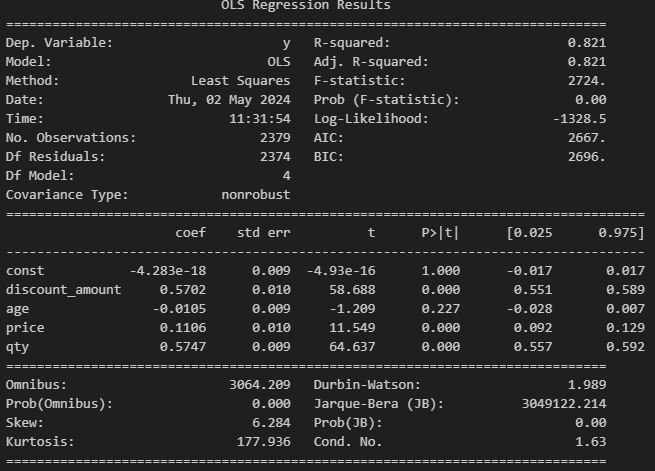 OLS Regression Results
==============================================================================
Dep. Variable:                      y   R-squared:                       0.821
Model:                            OLS   Adj. R-squared:                  0.821
Method:                 Least Squares   F-statistic:                     2724.
Date:                Thu, 02 May 2024   Prob (F-statistic):               0.00
Time:                        11:31:54   Log-Likelihood:                -1328.5
No. Observations:                2379   AIC:                             2667.
Df Residuals:                    2374   BIC:                             2696.
Df Model:                           4
Covariance Type:            nonrobust
===================================================================================
                      coef    std err          t      P>|t|      [0.025      0.975]
-----------------------------------------------------------------------------------
const           -4.283e-18      0.009  -4.93e-16      1.000      -0.017       0.017
discount_amount     0.5702      0.010     58.688      0.000       0.551       0.589
age                -0.0105      0.009     -1.209      0.227      -0.028       0.007
price               0.1106      0.010     11.549      0.000       0.092       0.129
qty                 0.5747      0.009     64.637      0.000       0.557       0.592
==============================================================================
Omnibus:                     3064.209   Durbin-Watson:                   1.989
Prob(Omnibus):                  0.000   Jarque-Bera (JB):          3049122.214
Skew:                           6.284   Prob(JB):                         0.00
Kurtosis:                     177.936   Cond. No.                         1.63
==============================================================================